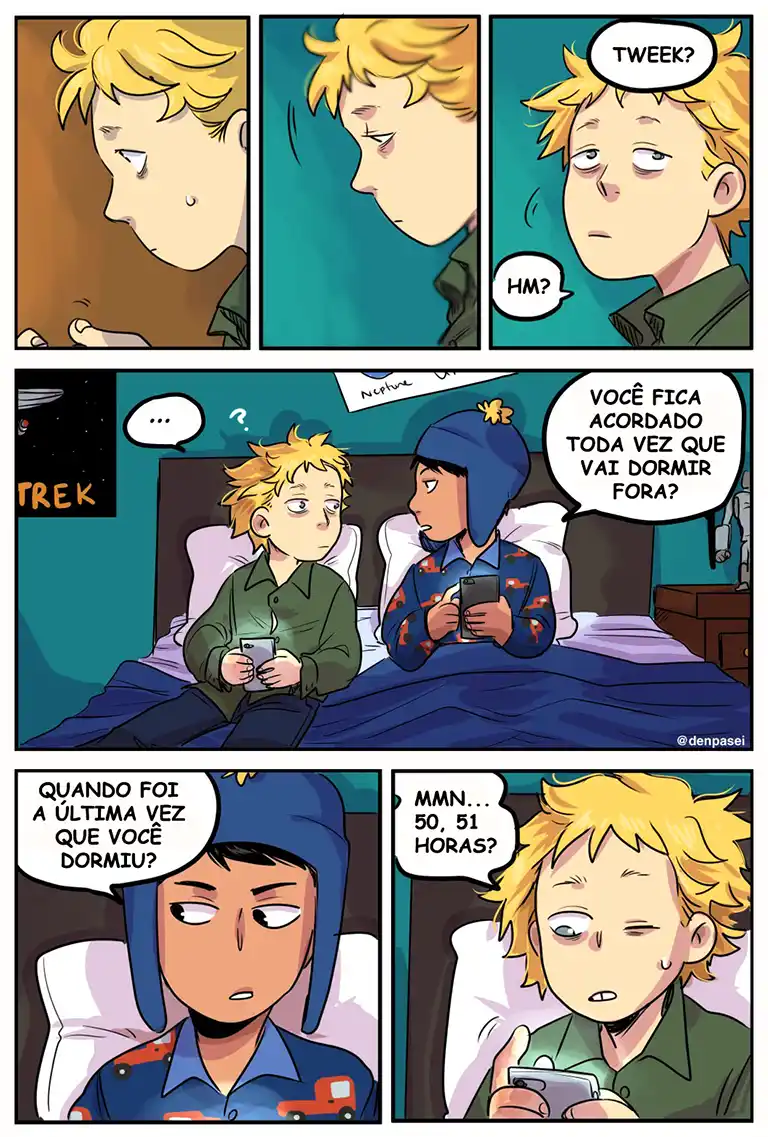 TWEEK?
HM?
...
?
Neptune
TREK
VOCÊ FICA
ACORDADO
TODA VEZ QUE
VAI DORMIR
FORA?
@denpasei
QUANDO FOI
A ÚLTIMA VEZ
QUE VOCÊ
DORMIU?
MMN...
50, 51
HORAS?